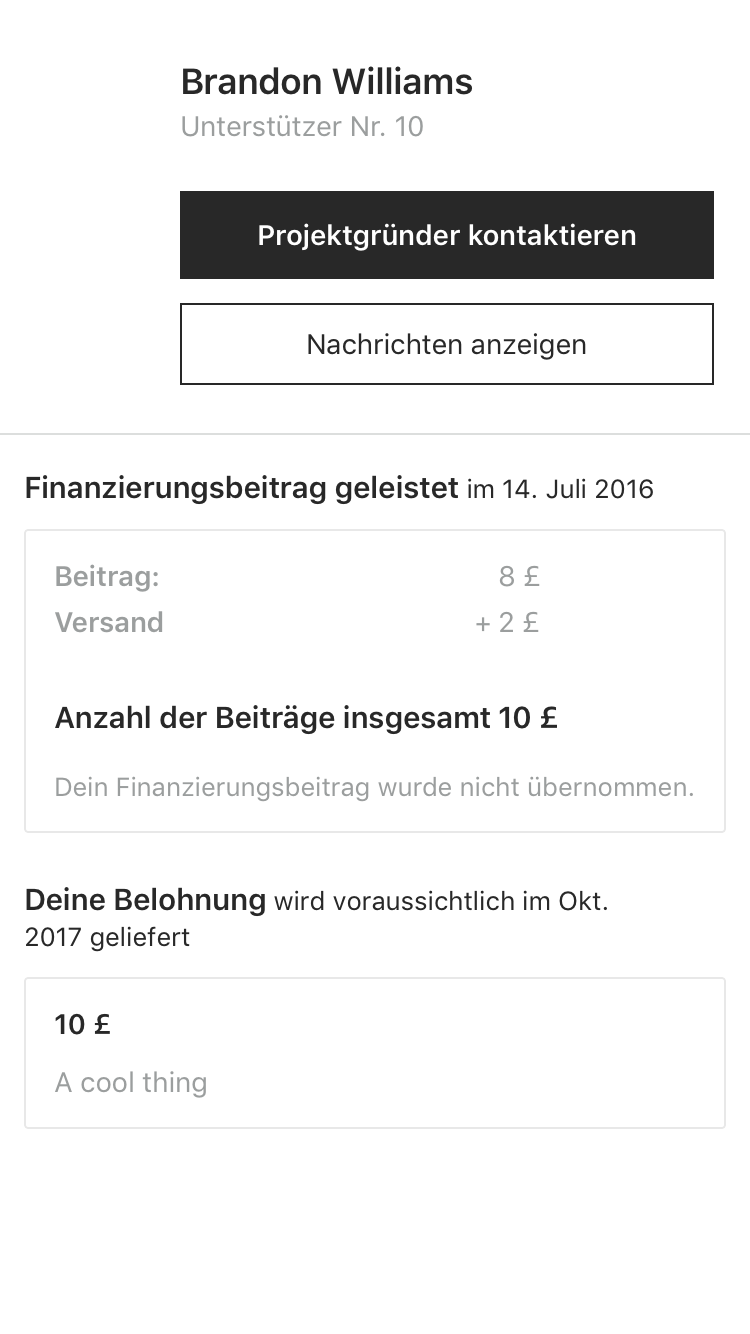 Brandon Williams
Unterstützer Nr. 10
Projektgründer kontaktieren
Nachrichten anzeigen
Finanzierungsbeitrag geleistet im 14. Juli 2016
Beitrag: 8 £
Versand + 2 £
Anzahl der Beiträge insgesamt 10 £
Dein Finanzierungsbeitrag wurde nicht übernommen.
Deine Belohnung wird voraussichtlich im Okt.
2017 geliefert
10 £
A cool thing